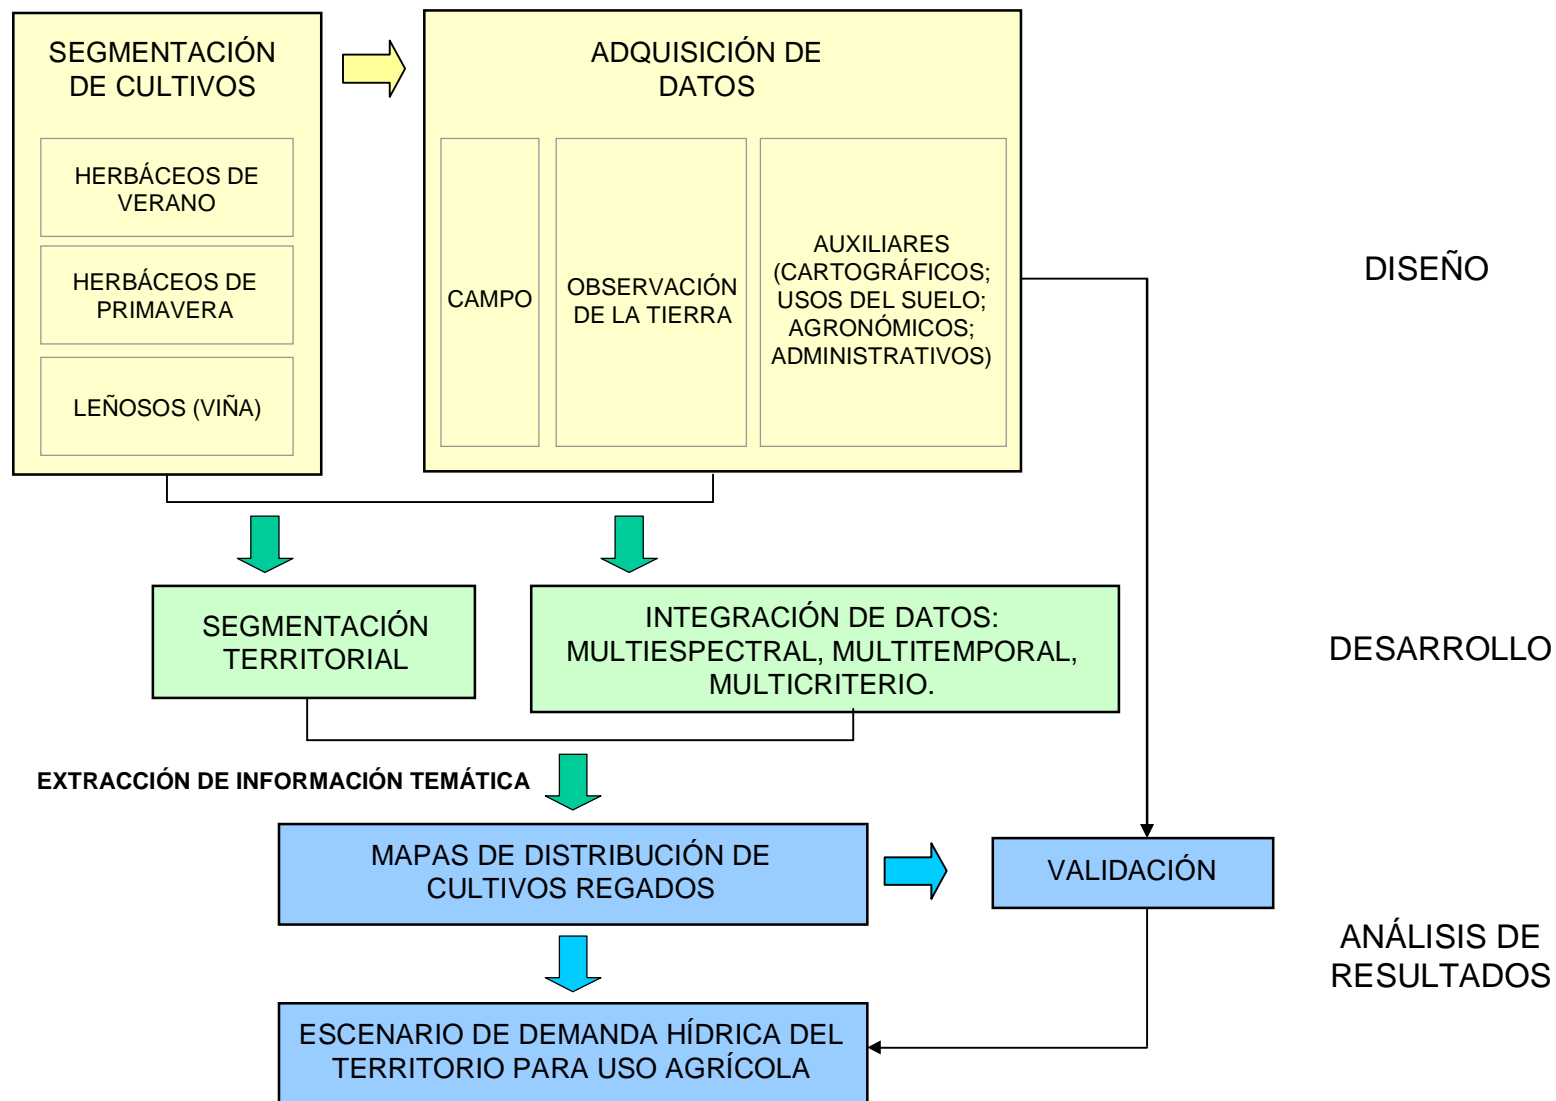 SEGMENTACIÓN
DE CULTIVOS
HERBÁCEOS DE
VERANO
HERBÁCEOS DE
PRIMAVERA
LEÑOSOS (VIÑA)
ADQUISICIÓN DE
DATOS
CAMPO
OBSERVACIÓN
DE LA TIERRA
AUXILIARES
(CARTOGRÁFICOS;
USOS DEL SUELO;
AGRONÓMICOS;
ADMINISTRATIVOS)
DISEÑO
SEGMENTACIÓN
TERRITORIAL
INTEGRACIÓN DE DATOS:
MULTIESPECTRAL, MULTITEMPORAL,
MULTICRITERIO.
DESARROLLO
EXTRACCIÓN DE INFORMACIÓN TEMÁTICA
MAPAS DE DISTRIBUCIÓN DE
CULTIVOS REGADOS
VALIDACIÓN
ANÁLISIS DE
RESULTADOS
ESCENARIO DE DEMANDA HÍDRICA DEL
TERRITORIO PARA USO AGRÍCOLA